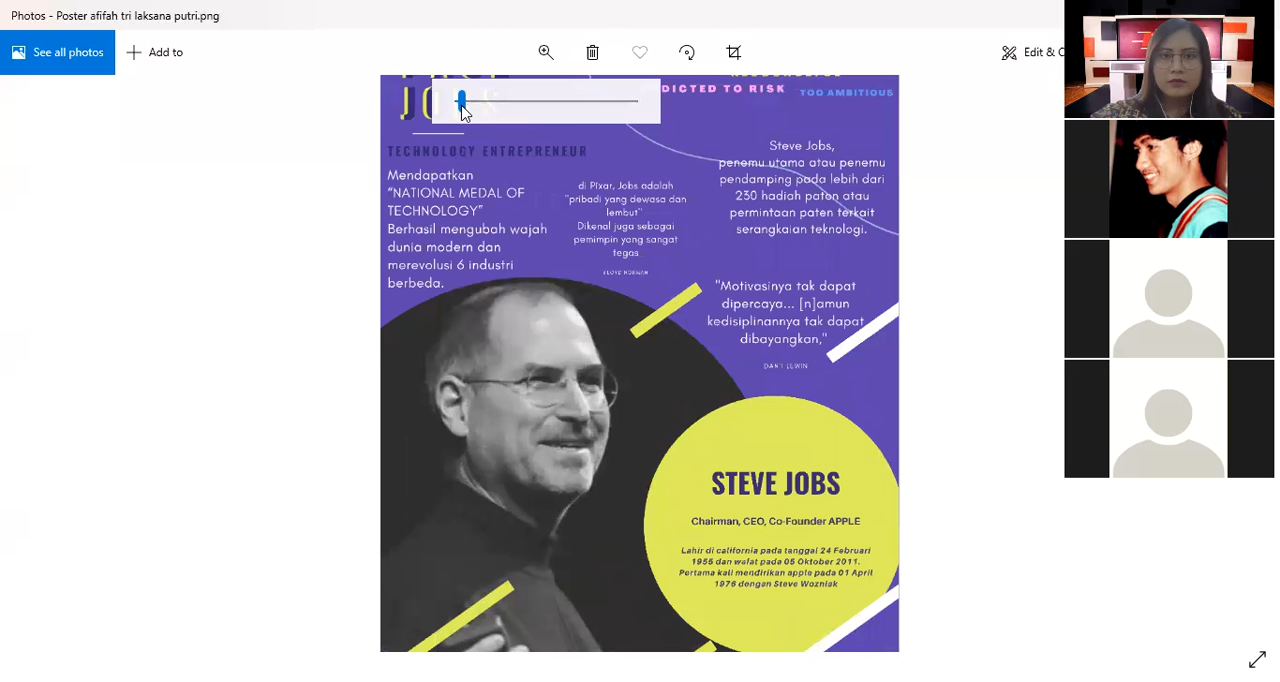 Photos - Poster afifah tri laksana putri.png
See all photos
Add to
Edit & C
DICTED TO RISK
TOO AMBITIOUS
TECHNOLOGY ENTREPRENEUR
Mendapatkan
"NATIONAL MEDAL OF
TECHNOLOGY"
Berhasil mengubah wajah
dunia modern dan
merevolusi 6 industri
berbeda.
di Pixar, Jobs adalah
"pribadi yang dewasa dan
lembut"
Dikenal juga sebagai
pemimpin yang sangat
tegas
Steve Jobs,
penemu utama atau penemu
pendamping pada lebih dari
230 hadiah paten atau
permintaan paten terkait
serangkaian teknologi.
"Motivasinya tak dapat
dipercaya... [n]amun
kedisiplinannya tak dapat
dibayangkan,"
DAN'L LEWIN
STEVE JOBS
Chairman, CEO, Co-Founder APPLE
Lahir di california pada tanggal 24 Februari
1955 dan wafat pada 05 Oktober 2011.
Pertama kali mendirikan apple pada 01 April
1976 dengan Steve Wozniak